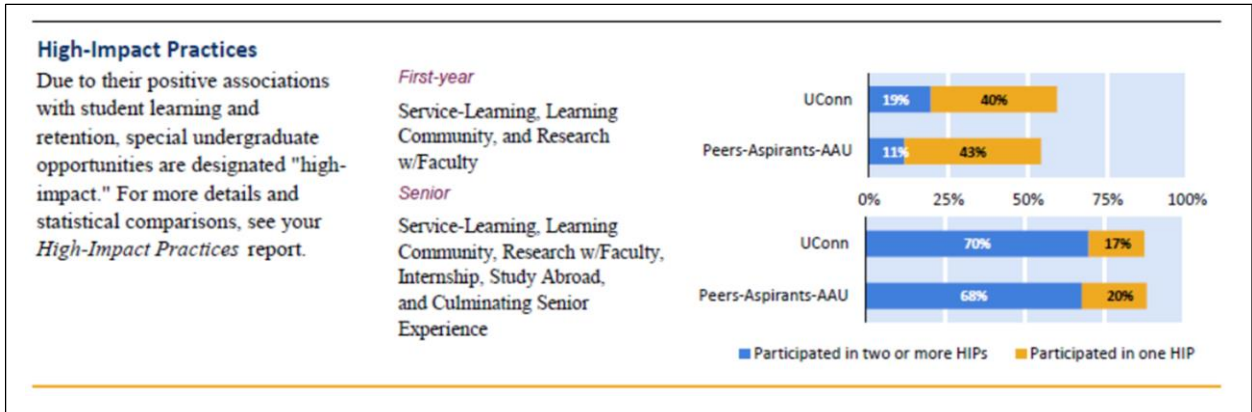 High-Impact Practices
Due to their positive associations
with student learning and
retention, special undergraduate
opportunities are designated "high-
impact." For more details and
statistical comparisons, see your
High-Impact Practices report.
First-year
Service-Learning, Learning
Community, and Research
w/Faculty
Senior
Service-Learning, Learning
Community, Research w/Faculty,
Internship, Study Abroad,
and Culminating Senior
Experience
UConn 19% 40%
Peers-Aspirants-AAU 11% 43%
0% 25% 50% 75% 100%
UConn 70% 17%
Peers-Aspirants-AAU 68% 20%
Participated in two or more HIPs Participated in one HIP